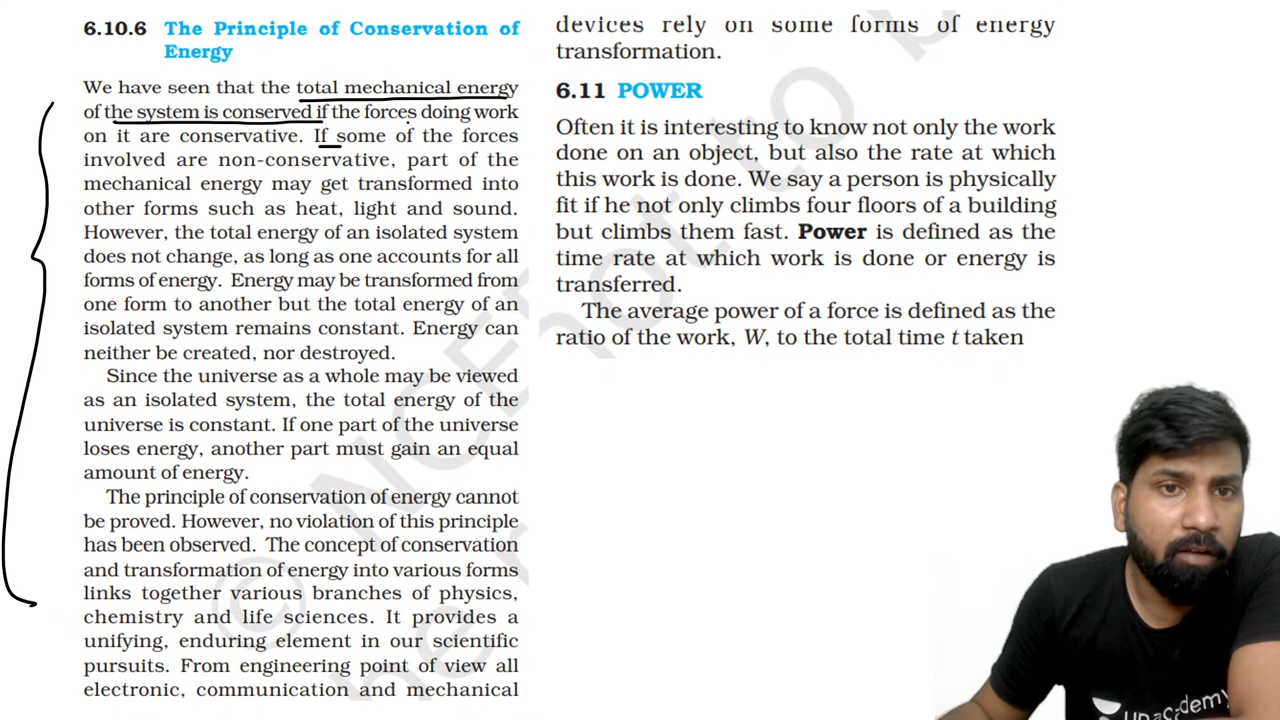 6.10.6 The Principle of Conservation of
Energy
We have seen that the total mechanical energy
of the system is conserved if the forces doing work
on it are conservative. If some of the forces
involved are non-conservative, part of the
mechanical energy may get transformed into
other forms such as heat, light and sound.
However, the total energy of an isolated system
does not change, as long as one accounts for all
forms of energy. Energy may be transformed from
one form to another but the total energy of an
isolated system remains constant. Energy can
neither be created, nor destroyed.
Since the universe as a whole may be viewed
as an isolated system, the total energy of the
universe is constant. If one part of the universe
loses energy, another part must gain an equal
amount of energy.
The principle of conservation of energy cannot
be proved. However, no violation of this principle
has been observed. The concept of conservation
and transformation of energy into various forms
links together various branches of physics,
chemistry and life sciences. It provides a
unifying, enduring element in our scientific
pursuits. From engineering point of view all
electronic, communication and mechanical
devices rely on some forms of energy
transformation.
6.11 POWER
Often it is interesting to know not only the work
done on an object, but also the rate at which
this work is done. We say a person is physically
fit if he not only climbs four floors of a building
but climbs them fast. Power is defined as the
time rate at which work is done or energy is
transferred.
The average power of a force is defined as the
ratio of the work, W, to the total time t taken
unacademy